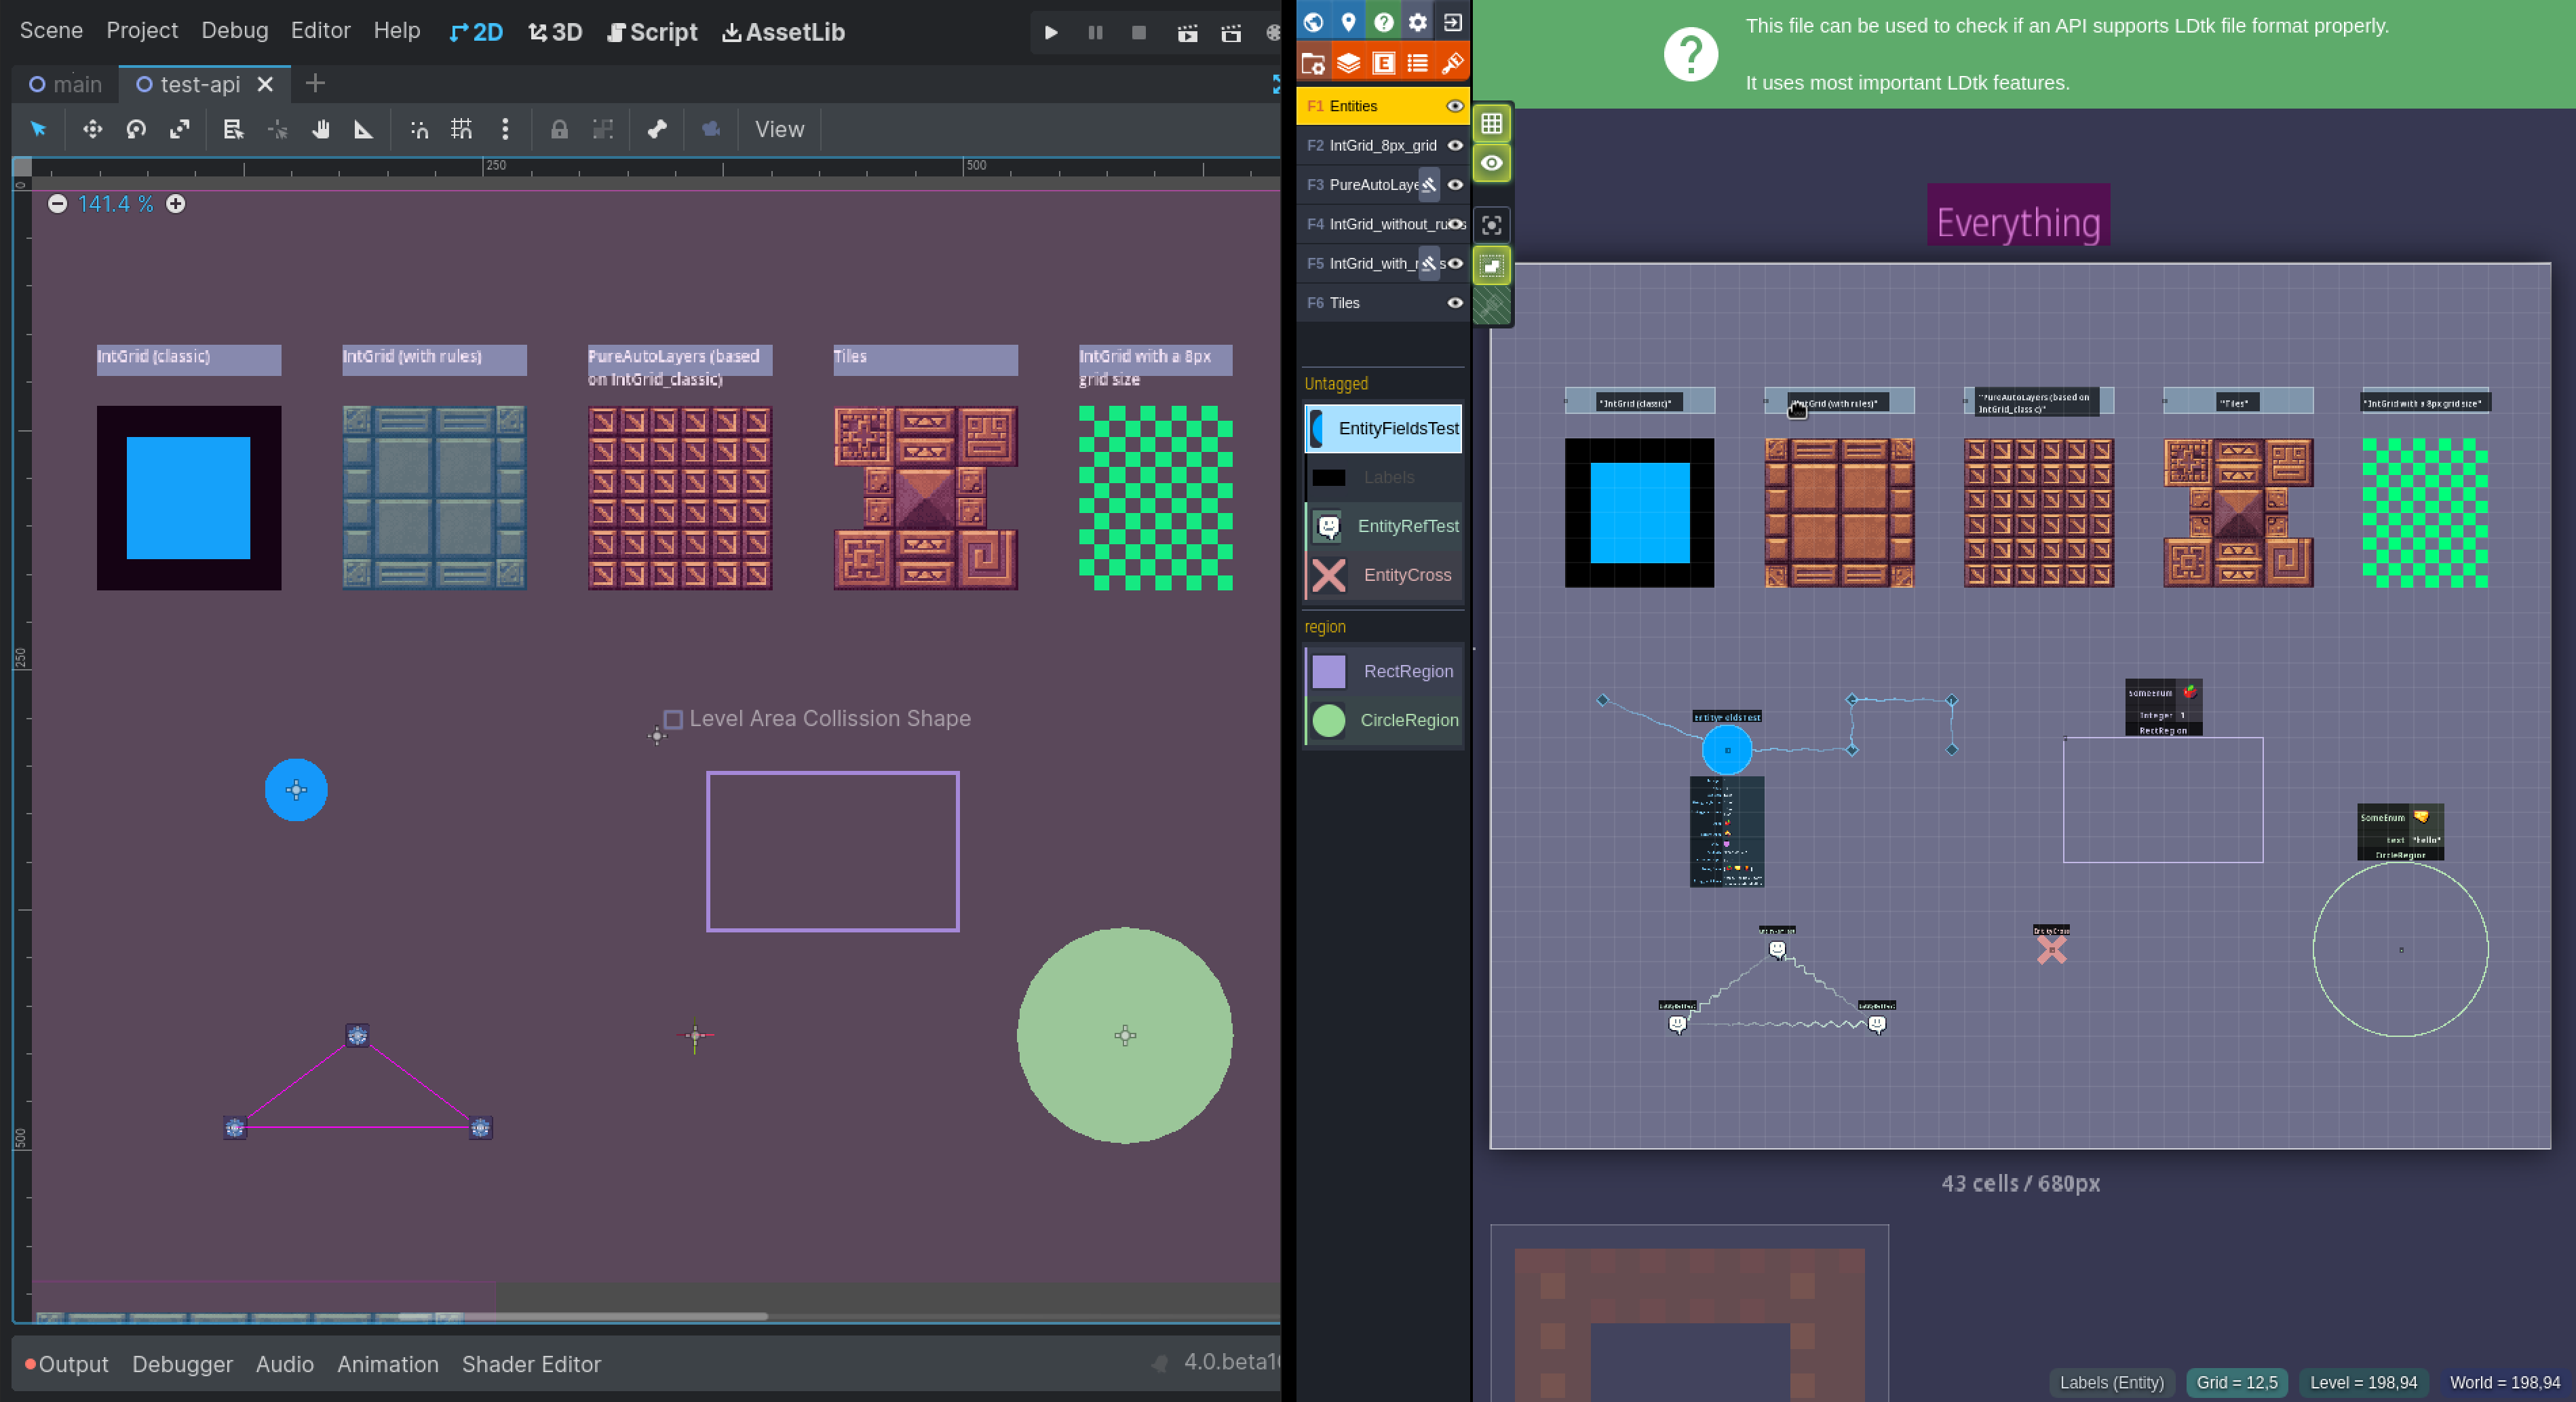 Scene Project Debug Editor Help 2D 3D Script AssetLib
main test-api
View
250 500
0
141.4 %
IntGrid (classic)
IntGrid (with rules)
PureAutoLayers (based
on IntGrid_classic)
Tiles
IntGrid with a 8px
grid size
250
Level Area Collission Shape
500
Output Debugger Audio Animation Shader Editor
E
F1 Entities
F2 IntGrid_8px_grid
F3 PureAutoLaye
F4 IntGrid_without_ru
F5 IntGrid_with_
F6 Tiles
Untagged
EntityFieldsTest
Labels
EntityRefTest
EntityCross
region
RectRegion
CircleRegion
This file can be used to check if an API supports LDtk file format properly.
It uses most important LDtk features.
Everything
"IntGrid (classic)"
(with rules)"
"PureAutoLayers (based on
IntGrid_classic)"
"Tiles"
"IntGrid with a 8px grid size"
EntityFieldsTest
SomeEnum
Integer 1
RectRegion
SomeEnum
text "hello"
CircleRegion
EntityCross
43 cells / 680px
Labels (Entity) Grid = 12,5 Level = 198,94 World = 198,94